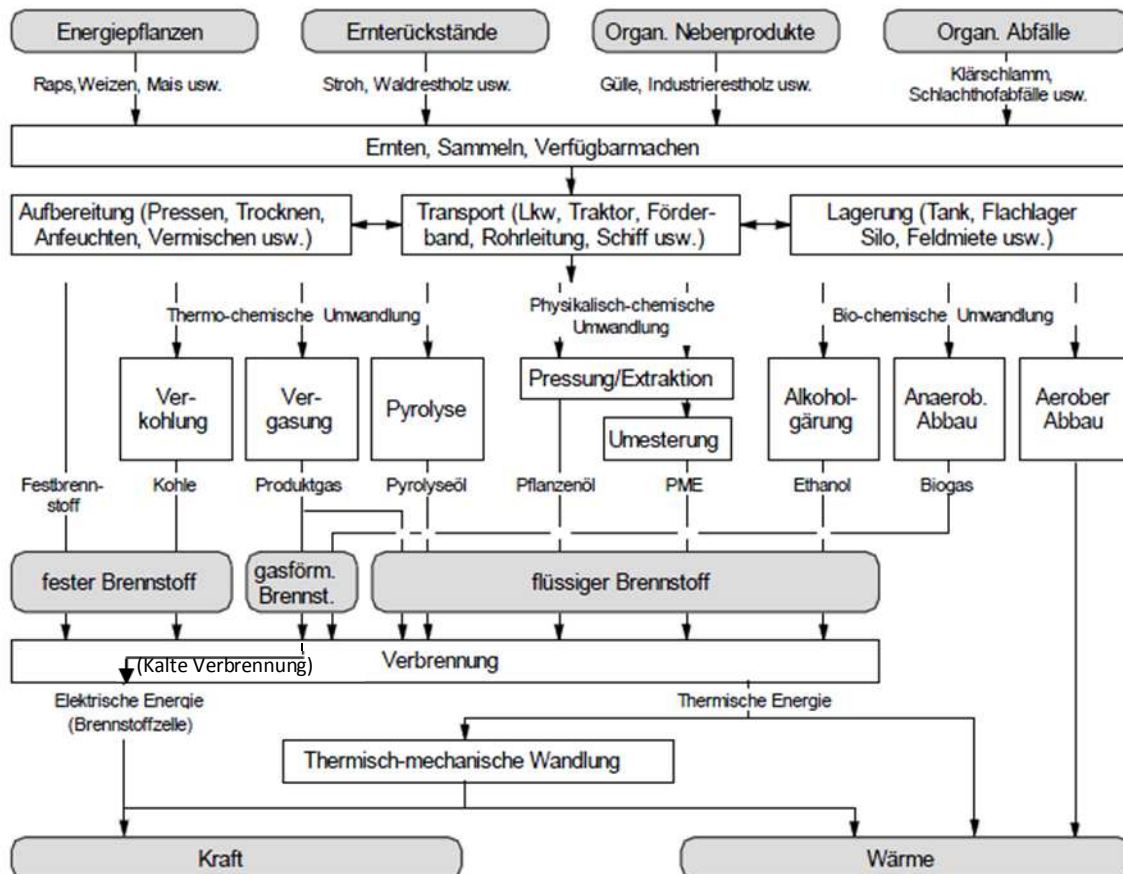 Energiepflanzen
Ernterückstände
Organ. Nebenprodukte
Organ. Abfälle
Raps,Weizen, Mais usw.
Stroh, Waldrestholz usw.
Gülle, Industrierestholz usw.
Klärschlamm,
Schlachthofabfälle usw.
Ernten, Sammeln, Verfügbarmachen
Aufbereitung (Pressen, Trocknen,
Anfeuchten, Vermischen usw.)
Transport (Lkw, Traktor, Förder-
band, Rohrleitung, Schiff usw.)
Lagerung (Tank, Flachlager
Silo, Feldmiete usw.)
Thermo-chemische Umwandlung
Physikalisch-chemische
Umwandlung
Bio-chemische Umwandlung
Ver-
kohlung
Ver-
gasung
Pyrolyse
Pressung/Extraktion
Umesterung
Alkohol-
gärung
Anaerob.
Abbau
Aerober
Abbau
Festbrenn-
stoff
Kohle
Produktgas
Pyrolyseöl
Pflanzenöl
PME
Ethanol
Biogas
fester Brennstoff
gasförm.
Brennst.
flüssiger Brennstoff
(Kalte Verbrennung)
Verbrennung
Elektrische Energie
(Brennstoffzelle)
Thermische Energie
Thermisch-mechanische Wandlung
Kraft
Wärme